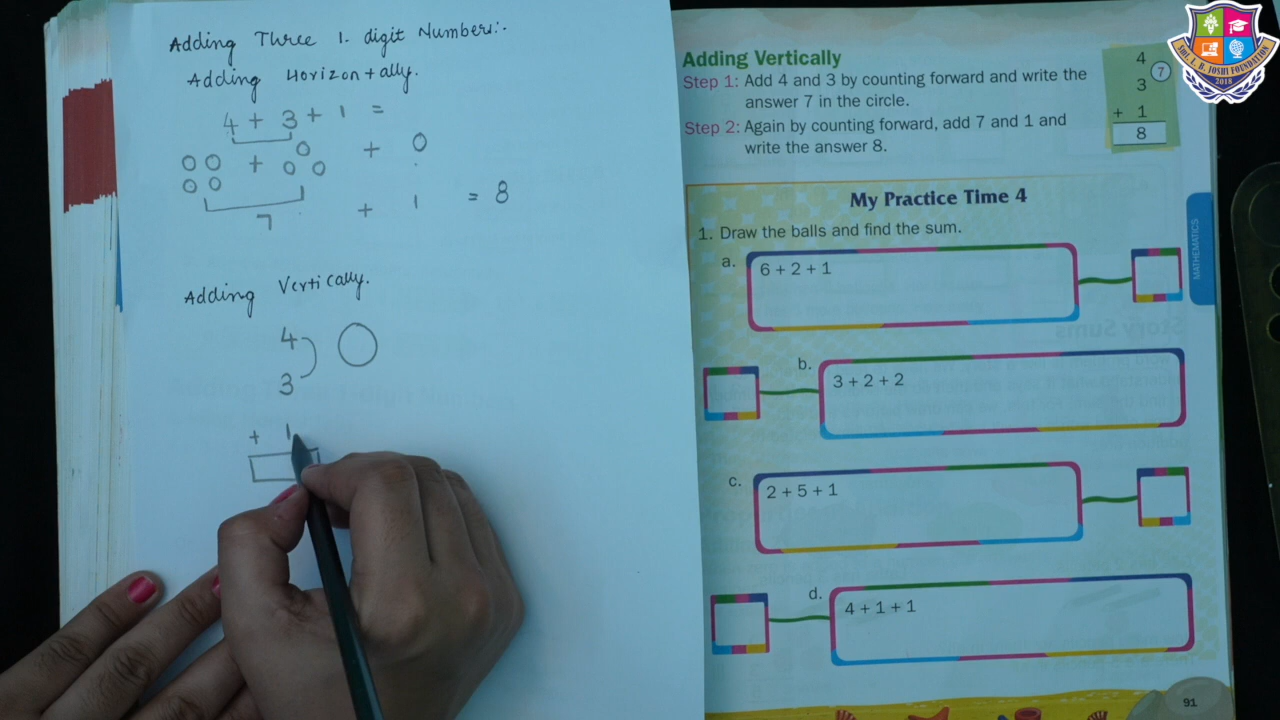 Adding Three 1. digit Numbers:.
Adding Horizontally.
4 + 3 + 1 =
+ +
7 + 1 = 8
Adding Vertically.
4
3
+ 1
Adding Vertically
Step 1: Add 4 and 3 by counting forward and write the
answer 7 in the circle.
Step 2: Again by counting forward, add 7 and 1 and
write the answer 8.
4
7
3
+ 1
8
My Practice Time 4
1. Draw the balls and find the sum.
a. 6 + 2 + 1
b. 3 + 2 + 2
c. 2 + 5 + 1
d. 4 + 1 + 1
MATHEMATICS
91
SMT. L. B. JOSHI FOUNDATION
2018